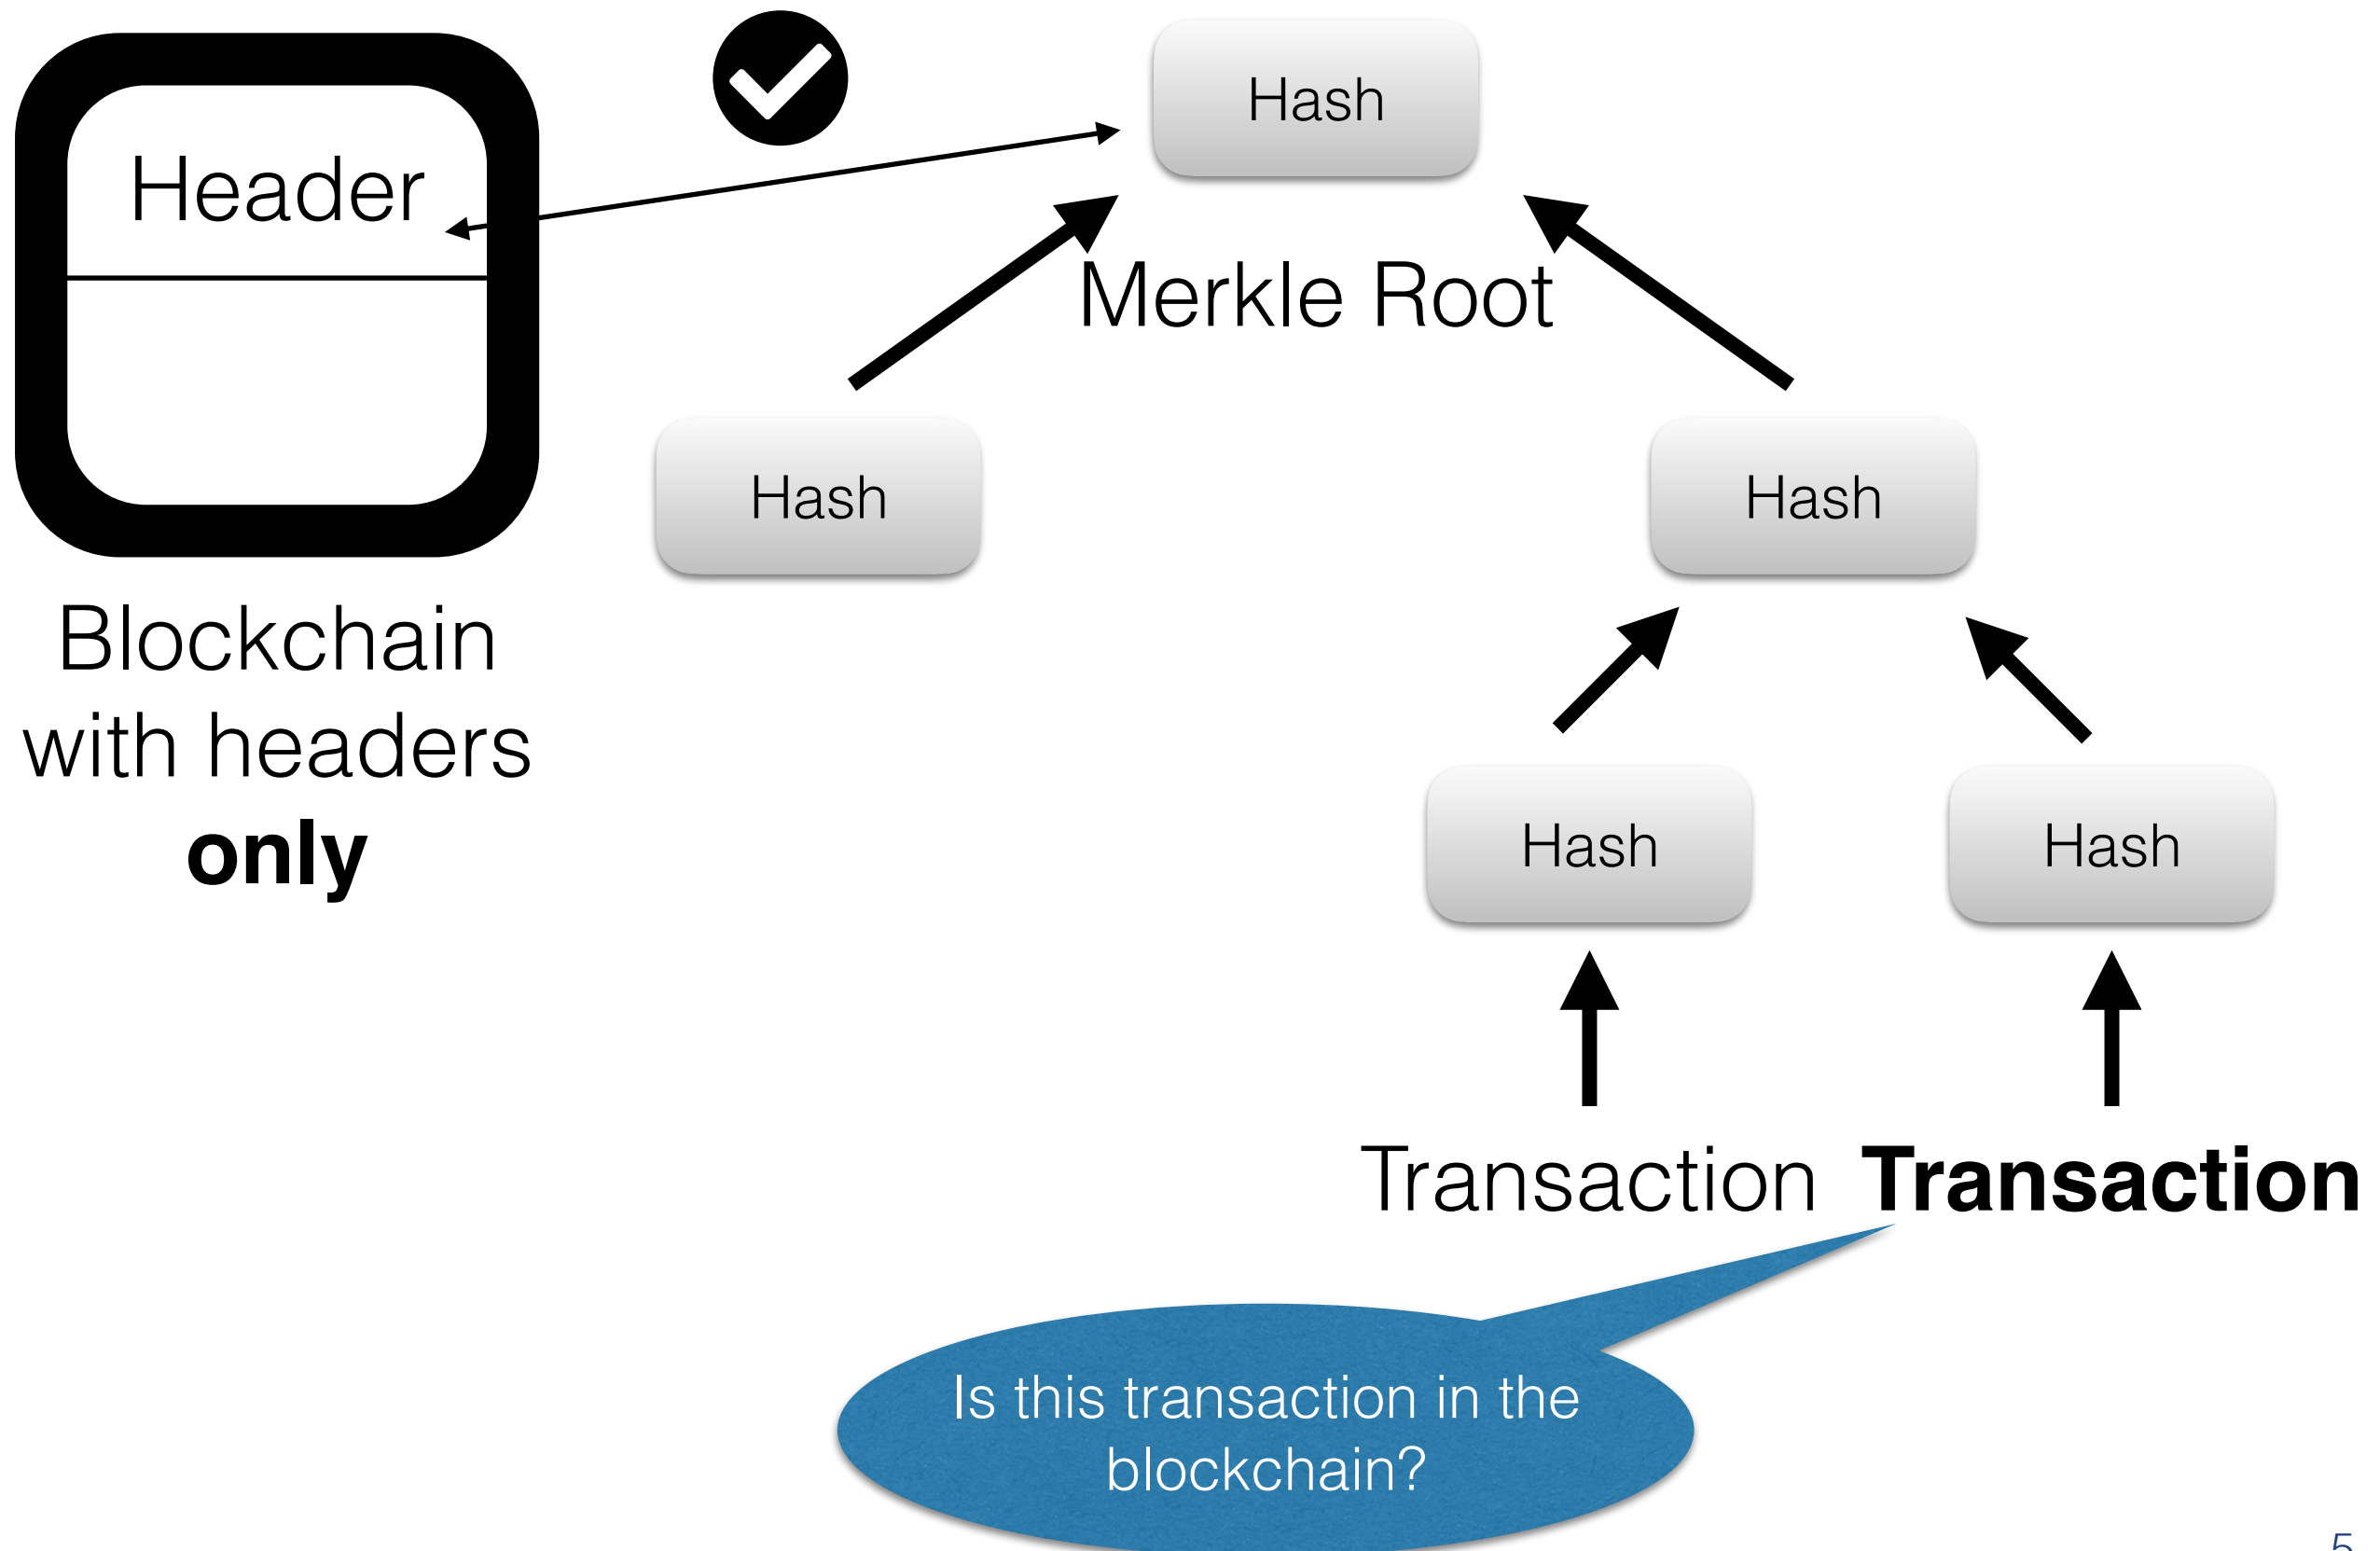 Hash
Header
Merkle Root
Hash
Hash
Blockchain
with headers
only
Hash
Hash
Transaction
Transaction
Is this transaction in the
blockchain?
5